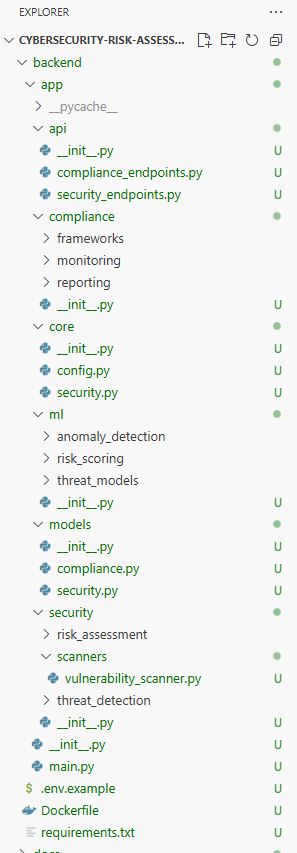 EXPLORER
CYBERSECURITY-RISK-ASSESS...
backend
app
__pycache__
api
__init__.py U
compliance_endpoints.py U
security_endpoints.py U
compliance
frameworks
monitoring
reporting
__init__.py U
core
__init__.py U
config.py U
security.py U
ml
anomaly_detection
risk_scoring
threat_models
__init__.py U
models
__init__.py U
compliance.py U
security.py U
security
risk_assessment
scanners
vulnerability_scanner.py U
threat_detection
__init__.py U
__init__.py U
main.py U
.env.example U
Dockerfile U
requirements.txt U